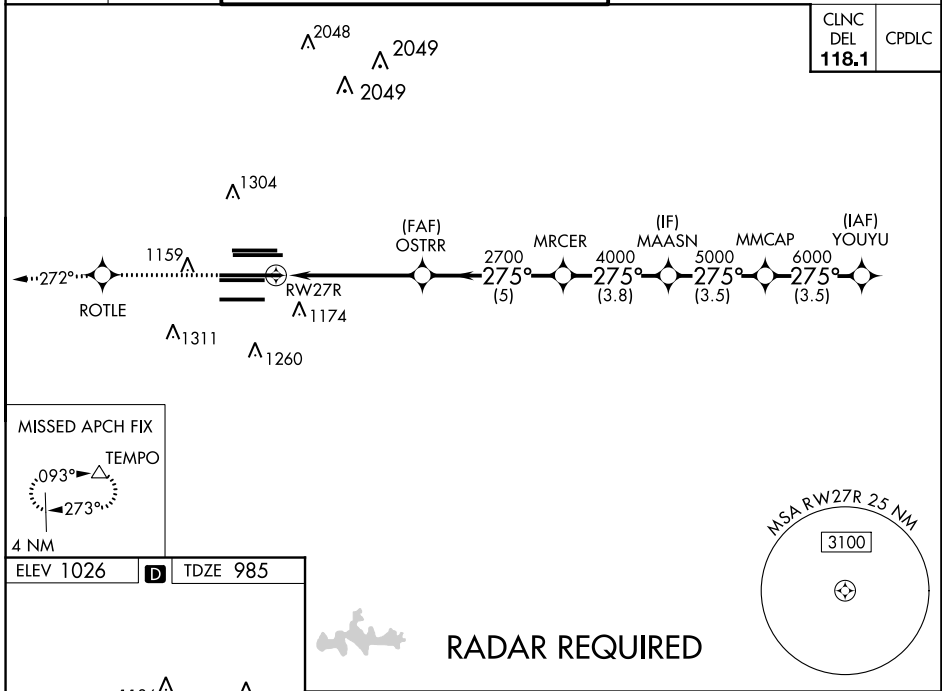 CLNC
DEL
118.1
CPDLC
2048
2049
2049
1304
(FAF)
OSTRR
MRCER
(IF)
MAASN
MMCAP
(IAF)
YOUYU
1159
2700
4000
5000
6000
272°
275°
275°
275°
275°
(5)
(3.8)
(3.5)
(3.5)
ROTLE
RW27R
1174
1311
1260
MISSED APCH FIX
TEMPO
093°
273°
4 NM
MSA RW27R 25 NM
3100
ELEV 1026
D
TDZE 985
RADAR REQUIRED